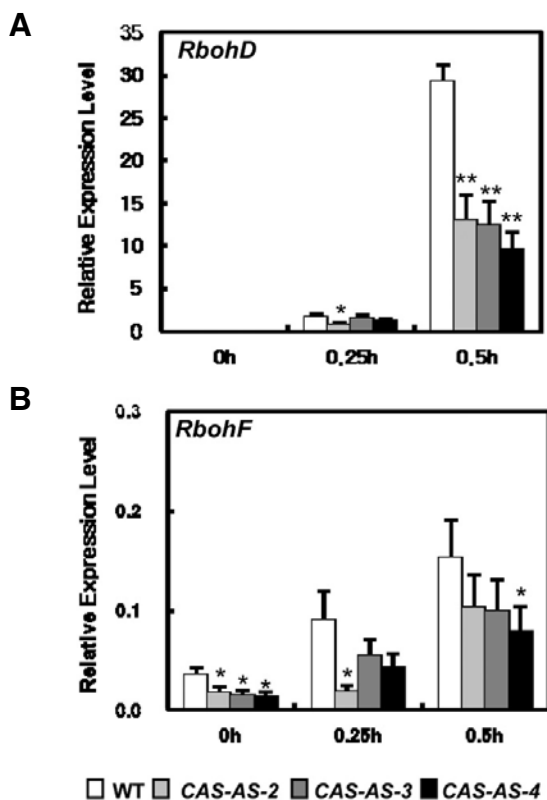 A
RbohD
Relative Expression Level
35
30
25
20
15
10
5
0
*
**
**
**
0h
0.25h
0.5h
B
RbohF
Relative Expression Level
0.3
0.2
0.1
0.0
*
*
*
*
*
0h
0.25h
0.5h
WT CAS-AS-2 CAS-AS-3 CAS-AS-4